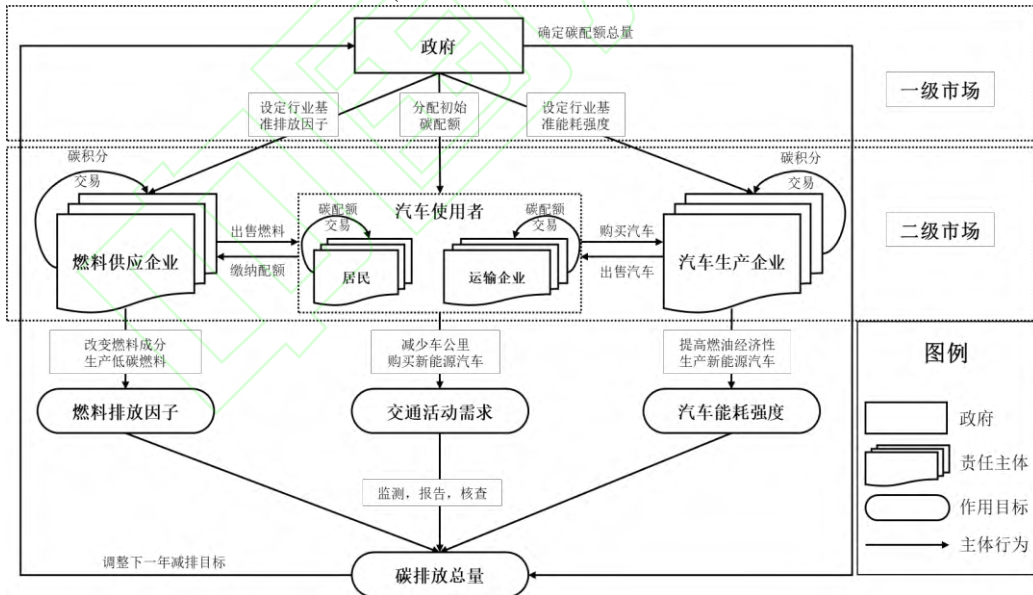 政府
确定碳配额总量
一级市场
设定行业基
准排放因子
分配初始
碳配额
设定行业基
准能耗强度
碳积分
交易
燃料供应企业
出售燃料
缴纳配额
汽车使用者
碳配额
交易
居民
碳配额
交易
运输企业
购买汽车
出售汽车
碳积分
交易
汽车生产企业
二级市场
改变燃料成分
生产低碳燃料
减少车公里
购买新能源汽车
提高燃油经济性
生产新能源汽车
燃料排放因子
交通活动需求
汽车能耗强度
监测，报告，核查
调整下一年减排目标
碳排放总量
图例
政府
责任主体
作用目标
主体行为